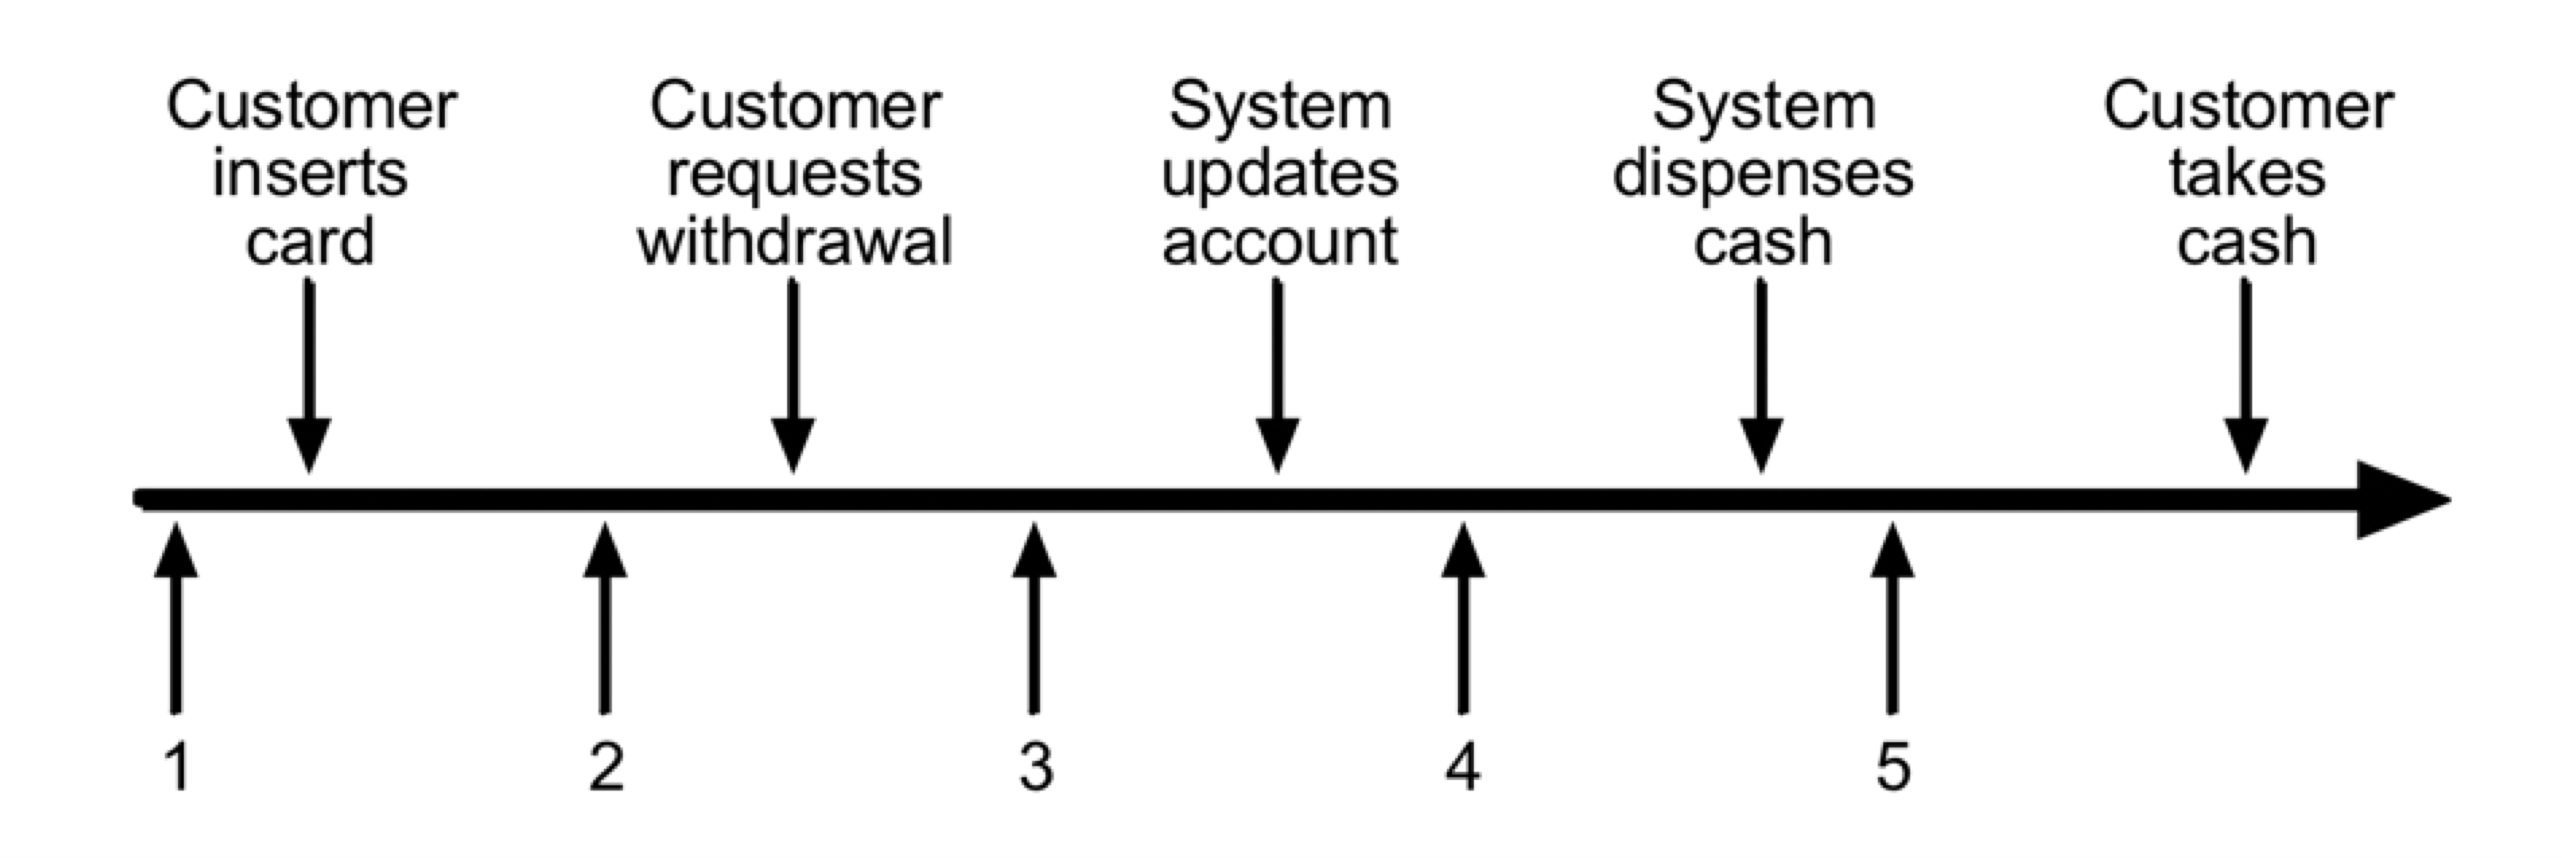 Customer
inserts
card
Customer
requests
withdrawal
System
updates
account
System
dispenses
cash
Customer
takes
cash
1
2
3
4
5